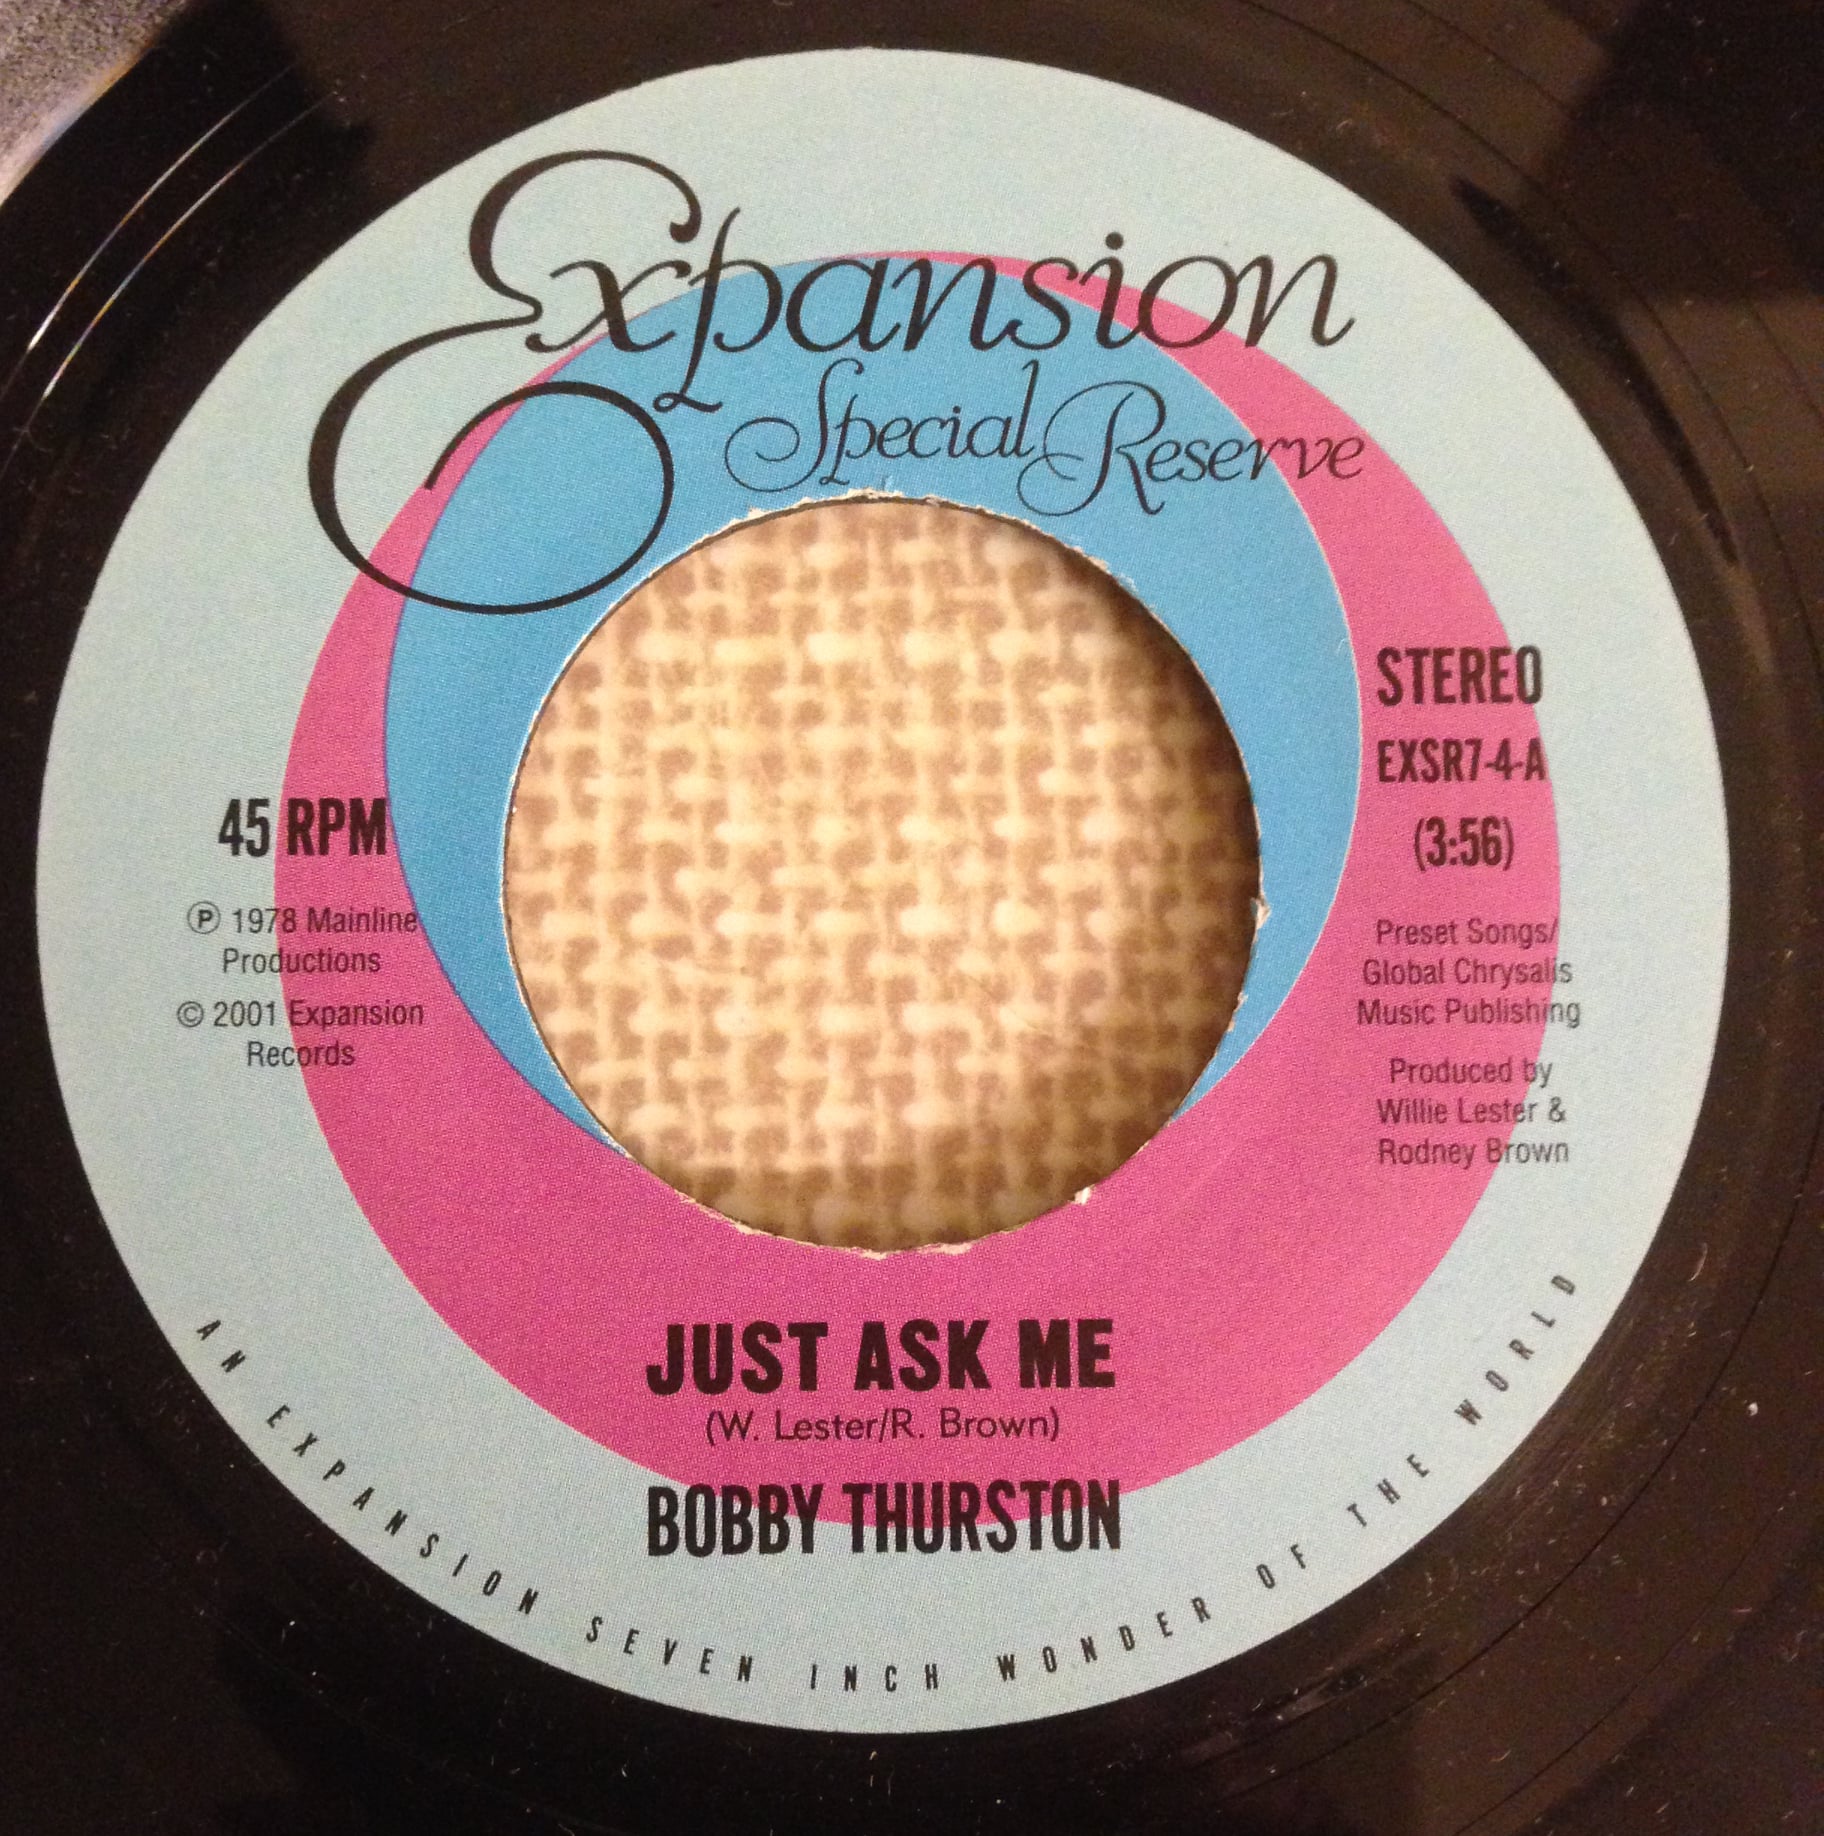 Expansion
Special Reserve
STEREO
EXSR7-4-A
(3:56)
45 RPM
℗ 1978 Mainline
Productions
© 2001 Expansion
Records
Preset Songs/
Global Chrysalis
Music Publishing
Produced by
Willie Lester &
Rodney Brown
JUST ASK ME
(W. Lester/R. Brown)
BOBBY THURSTON
AN EXPANSION SEVEN INCH WONDER OF THE WORLD